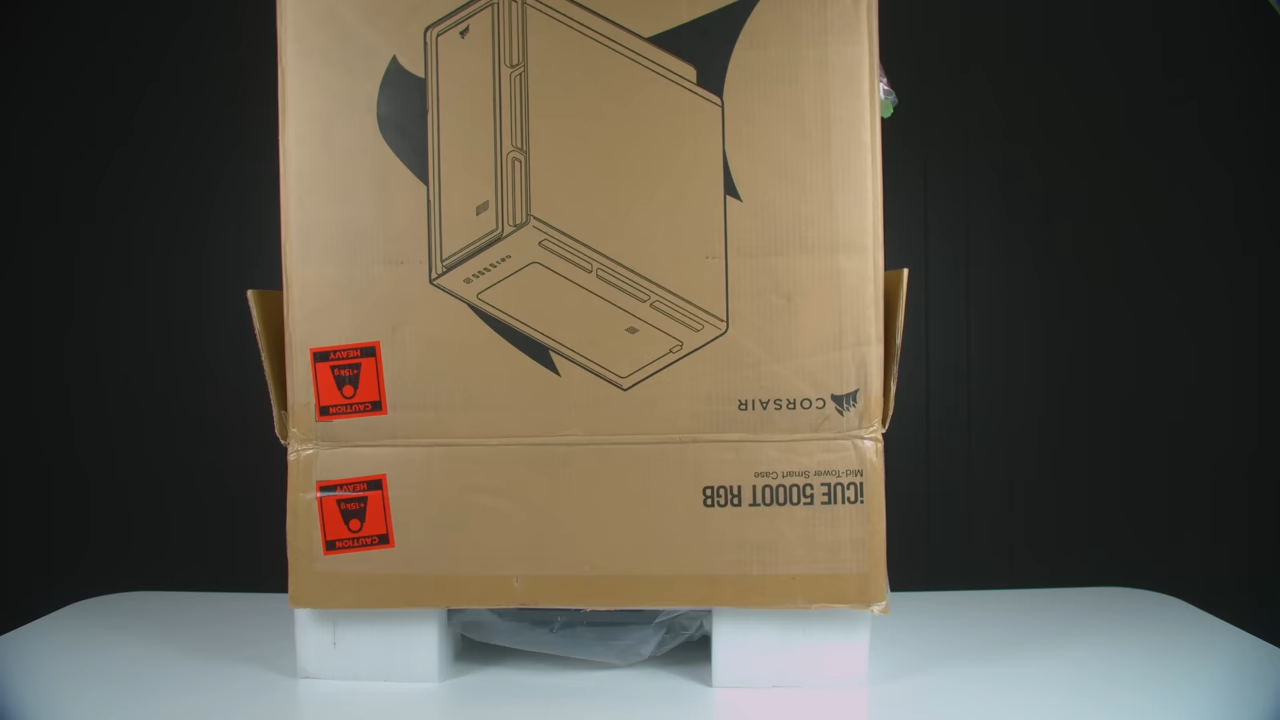 HEAVY
+15kg
CAUTION
CORSAIR
Mid-Tower Smart Case
iCUE 5000T RGB
HEAVY
+15kg
CAUTION